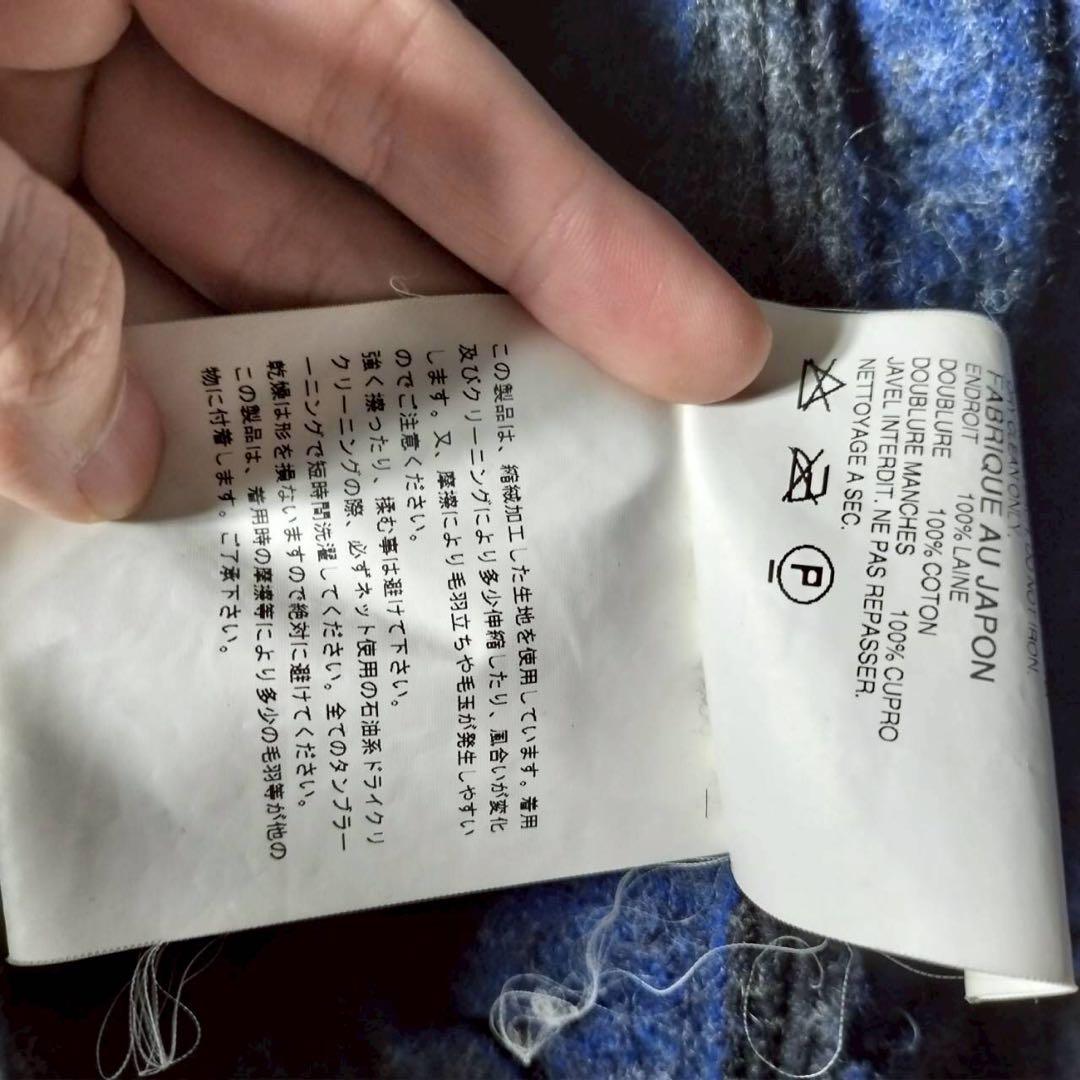 DO NOT IRON.
CLEAN ONLY.
FABRIQUE AU JAPON
ENDROIT 100% LAINE
DOUBLURE 100% COTON
DOUBLURE MANCHES 100% CUPRO
JAVEL INTERDIT. NE PAS REPASSER.
NETTOYAGE A SEC.
P
この製品は、縮絨加工した生地を使用しています。着用
及びクリーニングにより多少伸縮したり、風合いが変化
します。又、摩擦により毛羽立ちや毛玉が発生しやすい
のでご注意ください。
強く擦ったり、揉む事は避けて下さい。
クリーニングの際、必ずネット使用の石油系ドライクリ
ーニングで短時間洗濯してください。全てのタンブラー
乾燥は形を損ないますので絶対に避けてください。
この製品は、着用時の摩擦等により多少の毛羽等が他の
物に付着します。ご了承下さい。